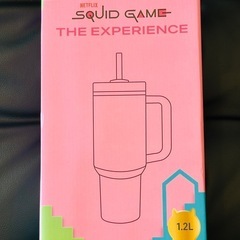 NETFLIX
SQUID GAME
THE EXPERIENCE
1.2L